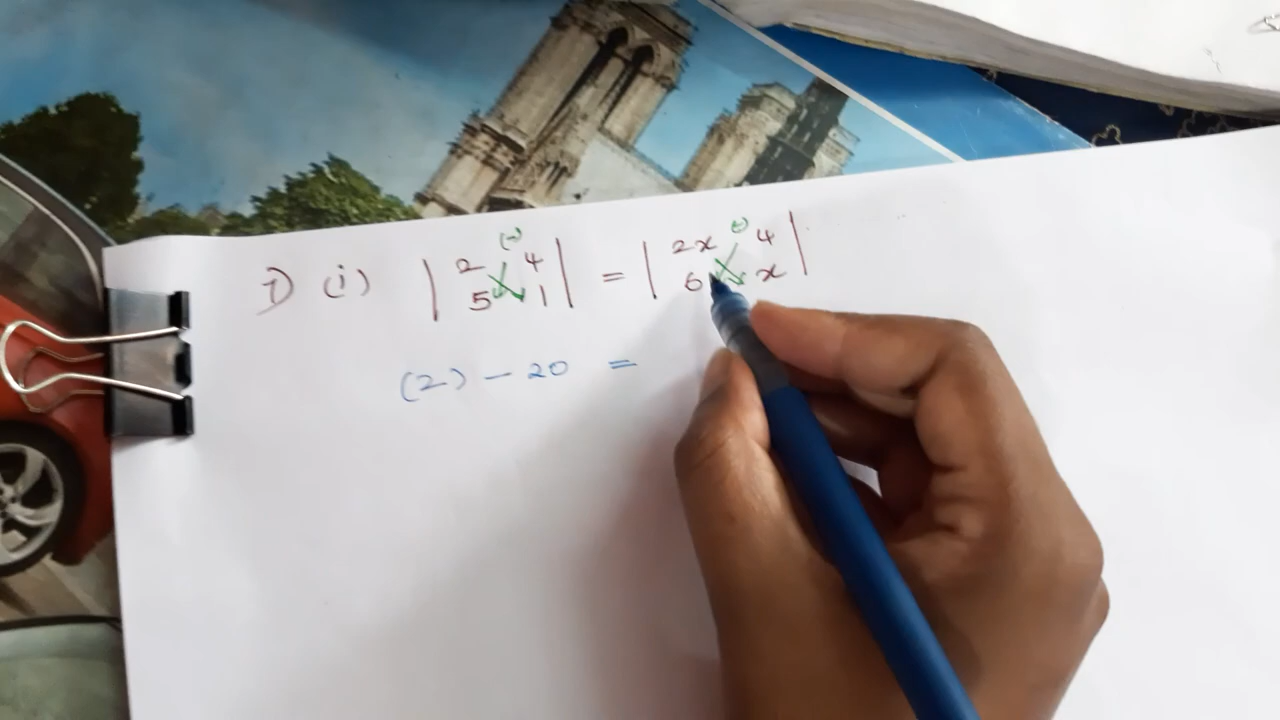 1) (i) | 2 (-) 4 | = | 2x (-) 4 |
| 5 1 | | 6 x |
(2) - 20 =